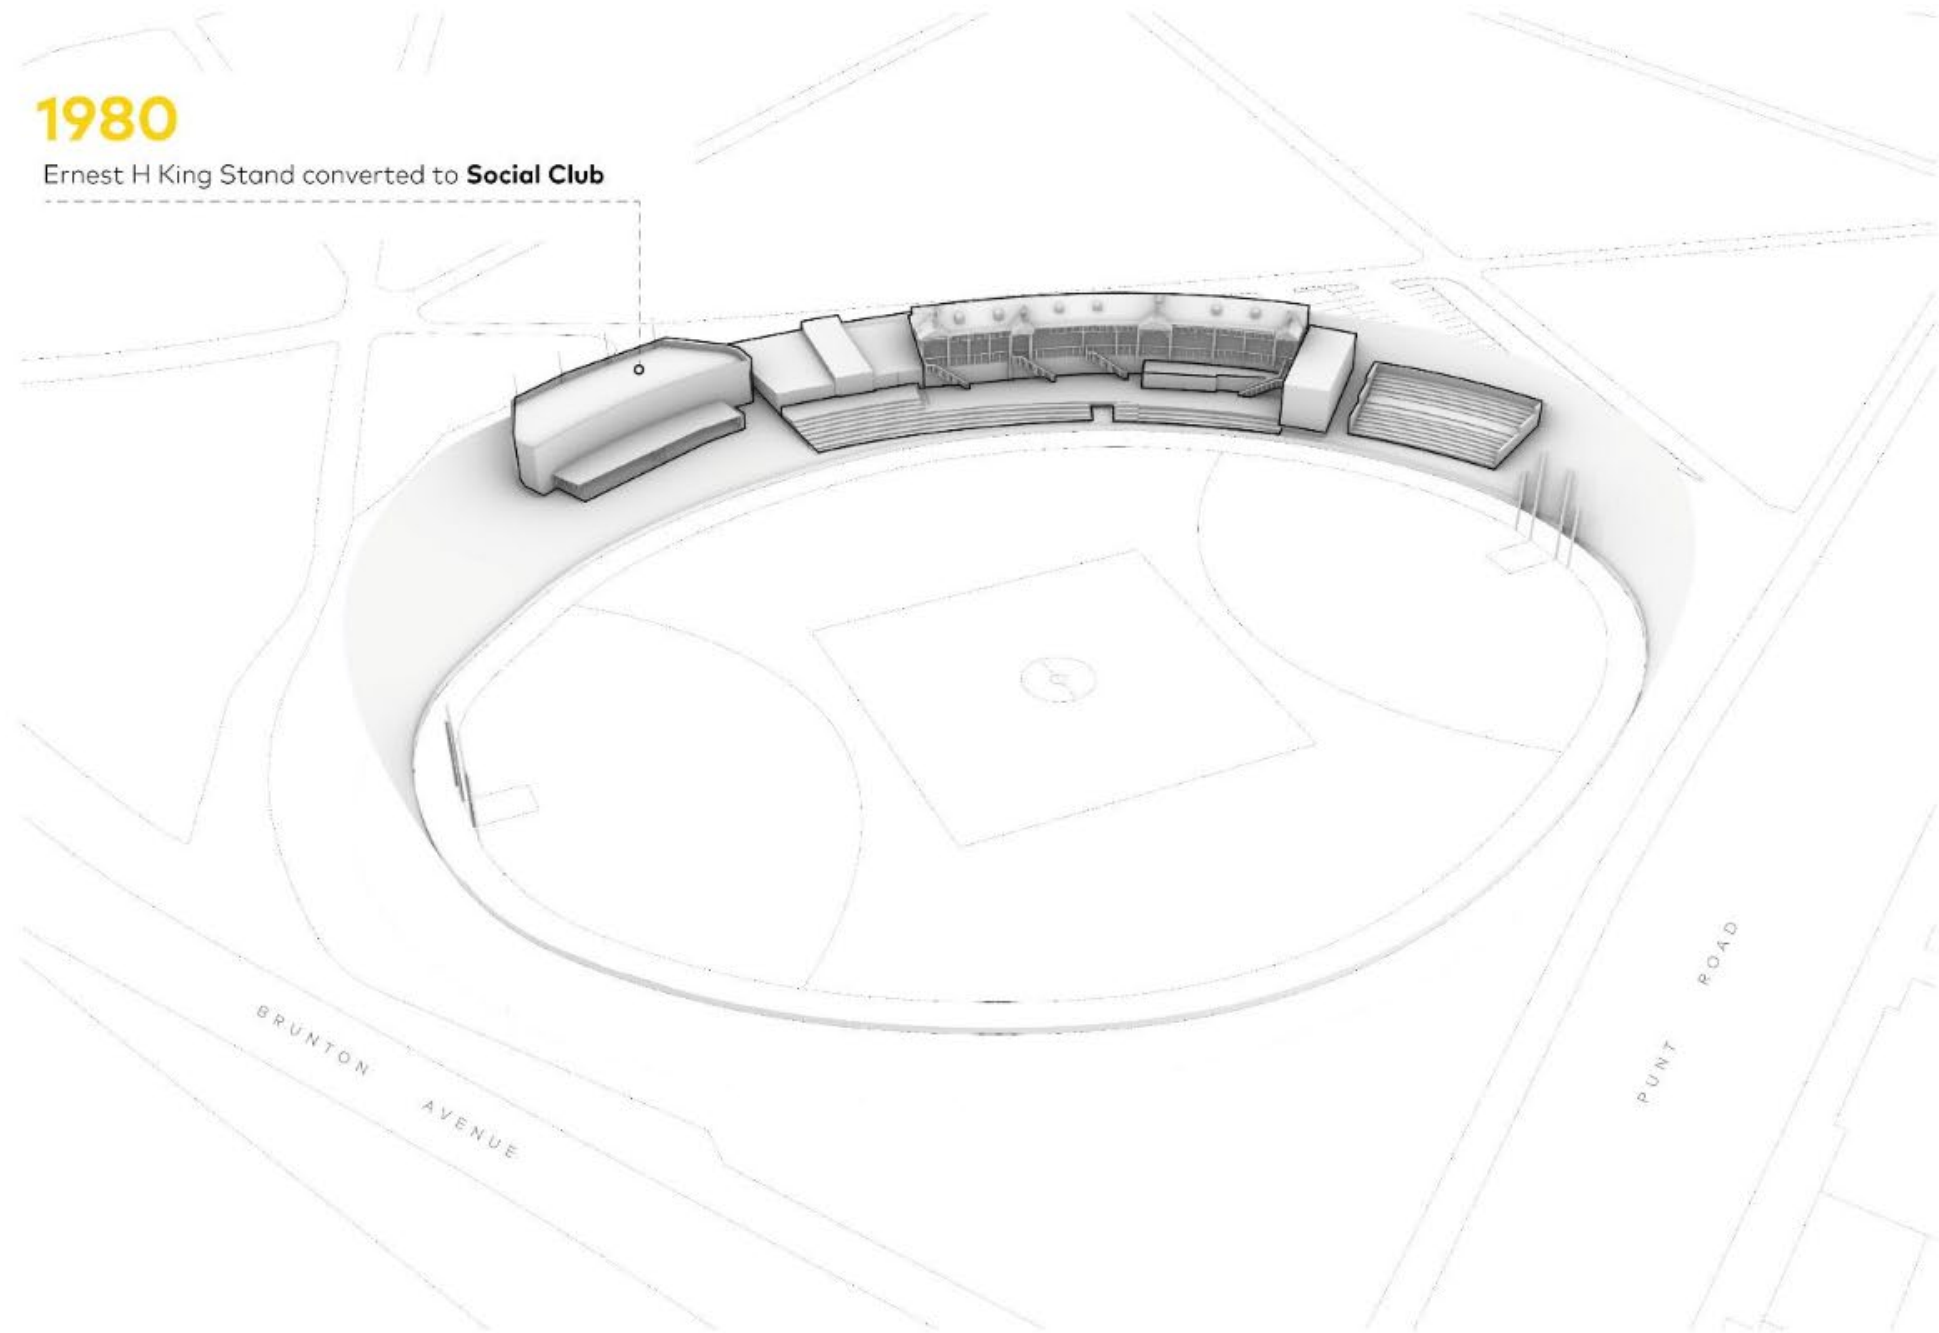 1980
Ernest H King Stand converted to Social Club
BRUNTON AVENUE
PUNT ROAD